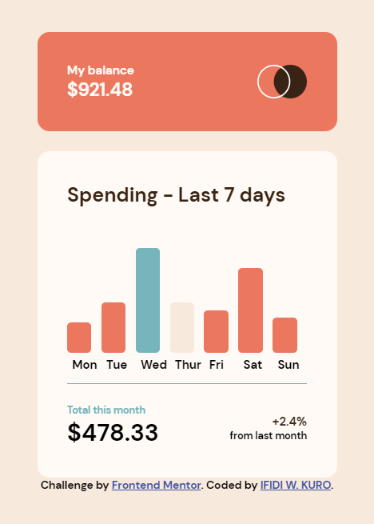 My balance
$921.48
Spending - Last 7 days
Mon Tue Wed Thur Fri Sat Sun
Total this month
$478.33
+2.4%
from last month
Challenge by Frontend Mentor. Coded by IFIDI W. KURO.